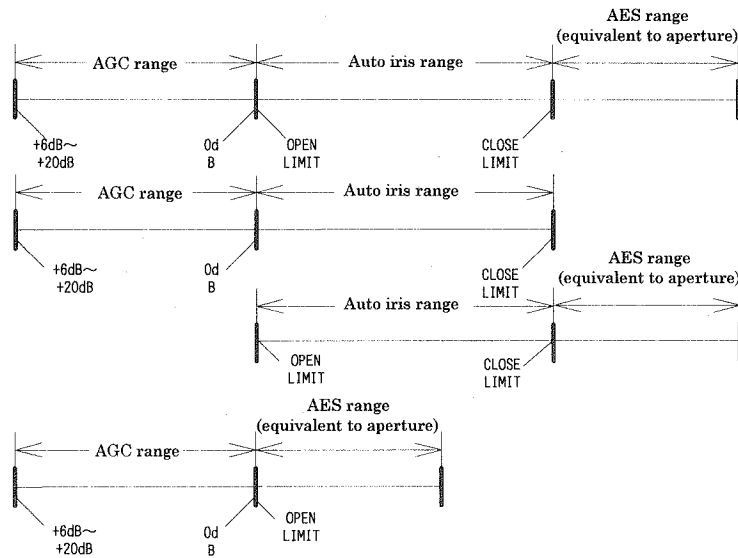 AES range
(equivalent to aperture)
AGC range
Auto iris range
+6dB~
+20dB
0d
B
OPEN
LIMIT
CLOSE
LIMIT
AGC range
Auto iris range
+6dB~
+20dB
0d
B
CLOSE
LIMIT
AES range
(equivalent to aperture)
Auto iris range
OPEN
LIMIT
CLOSE
LIMIT
AES range
(equivalent to aperture)
AGC range
+6dB~
+20dB
0d
B
OPEN
LIMIT